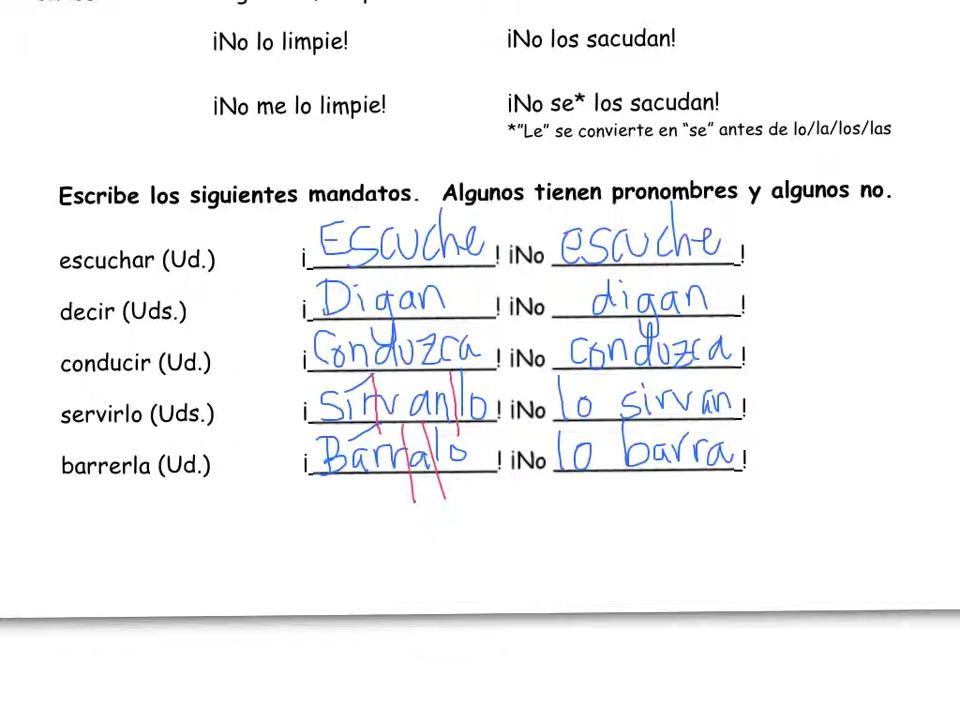 ¡No lo limpie! ¡No los sacudan!
¡No me lo limpie! ¡No se* los sacudan!
*"Le" se convierte en "se" antes de lo/la/los/las
Escribe los siguientes mandatos. Algunos tienen pronombres y algunos no.
escuchar (Ud.) ¡ Escuche ! ¡No escuche !
decir (Uds.) ¡ Digan ! ¡No digan !
conducir (Ud.) ¡ Conduzca ! ¡No conduzca !
servirlo (Uds.) ¡ sírvanlo ! ¡No lo sirvan !
barrerla (Ud.) ¡ Bárralo ! ¡No lo barra !